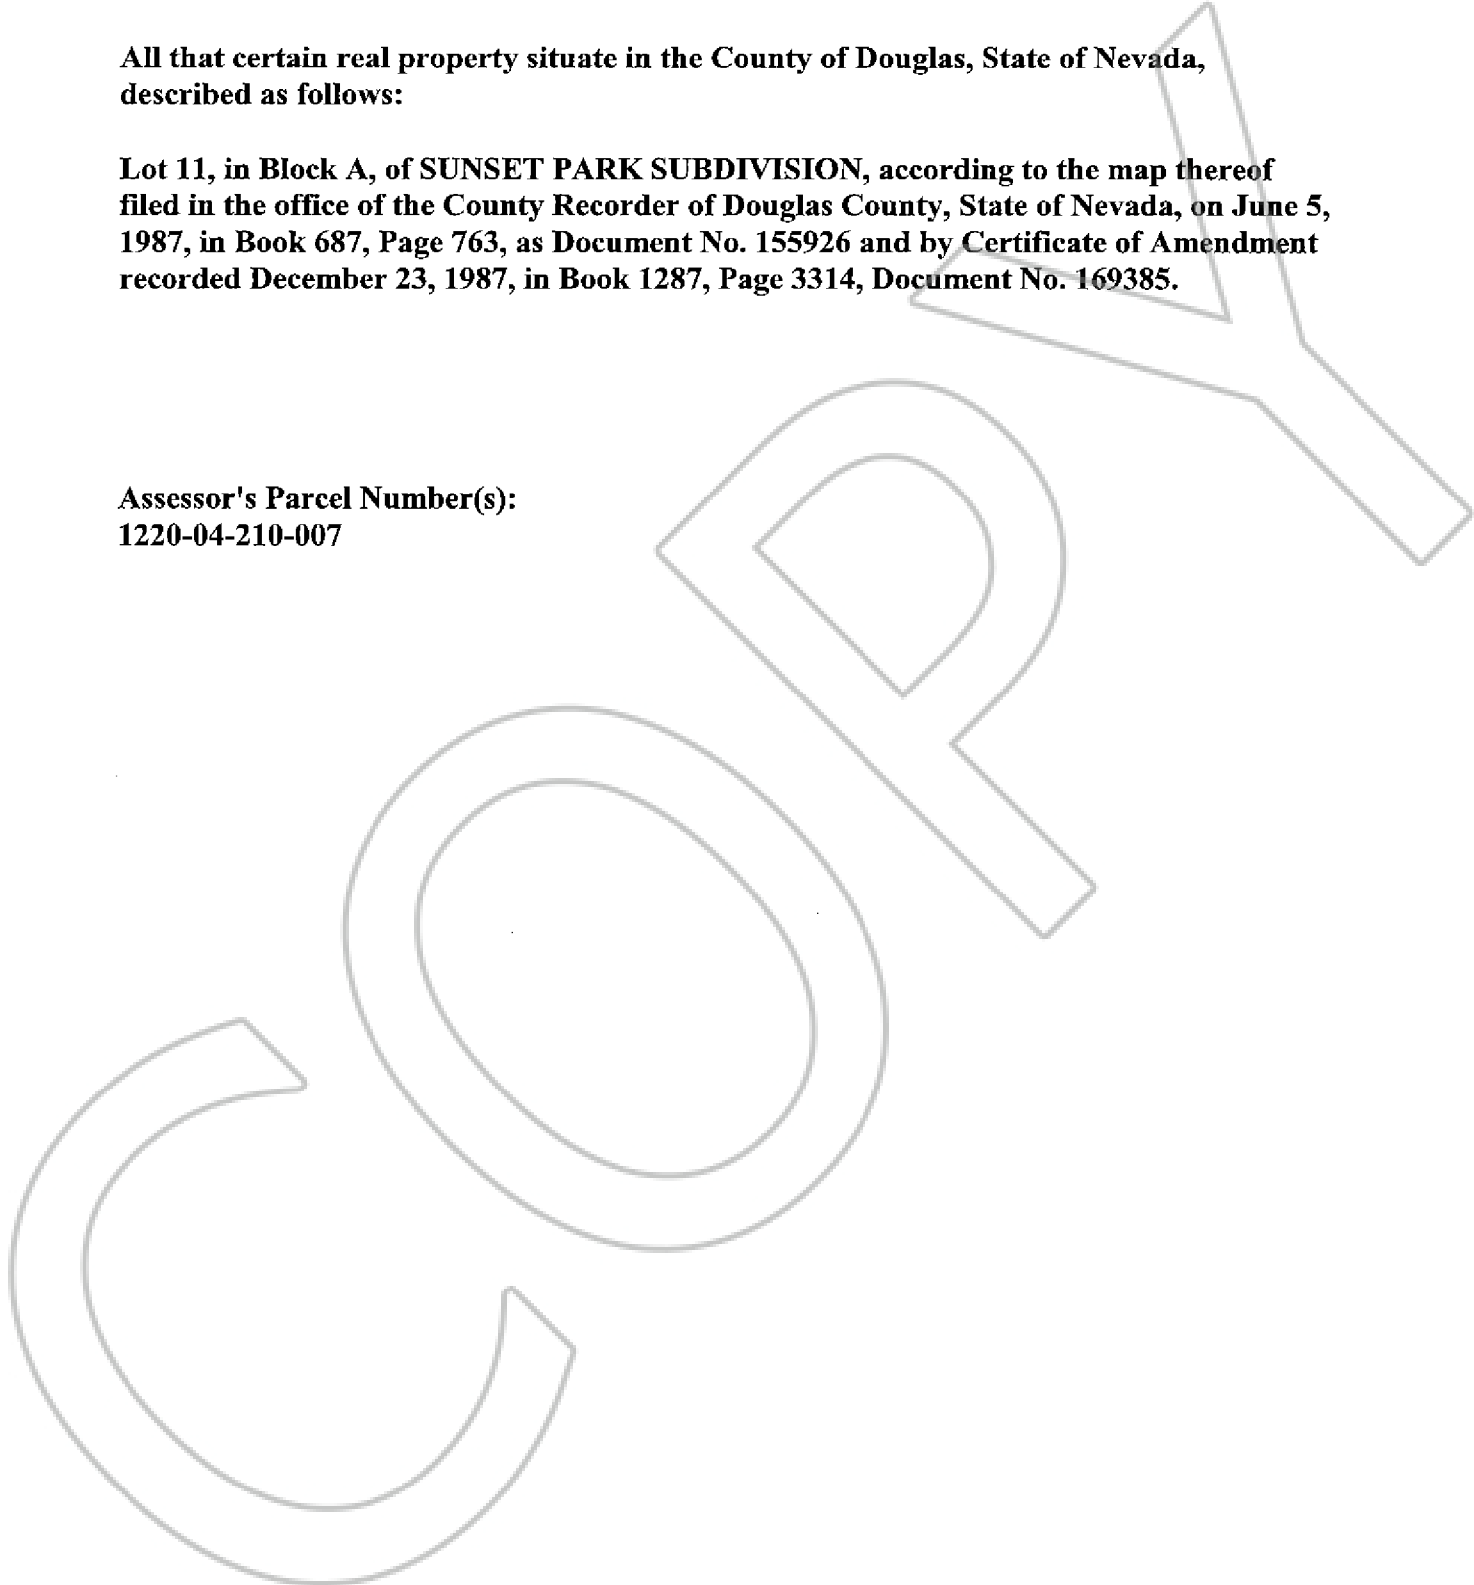 All that certain real property situate in the County of Douglas, State of Nevada,
described as follows:
Lot 11, in Block A, of SUNSET PARK SUBDIVISION, according to the map thereof
filed in the office of the County Recorder of Douglas County, State of Nevada, on June 5,
1987, in Book 687, Page 763, as Document No. 155926 and by Certificate of Amendment
recorded December 23, 1987, in Book 1287, Page 3314, Document No. 169385.
Assessor's Parcel Number(s):
1220-04-210-007
COPY